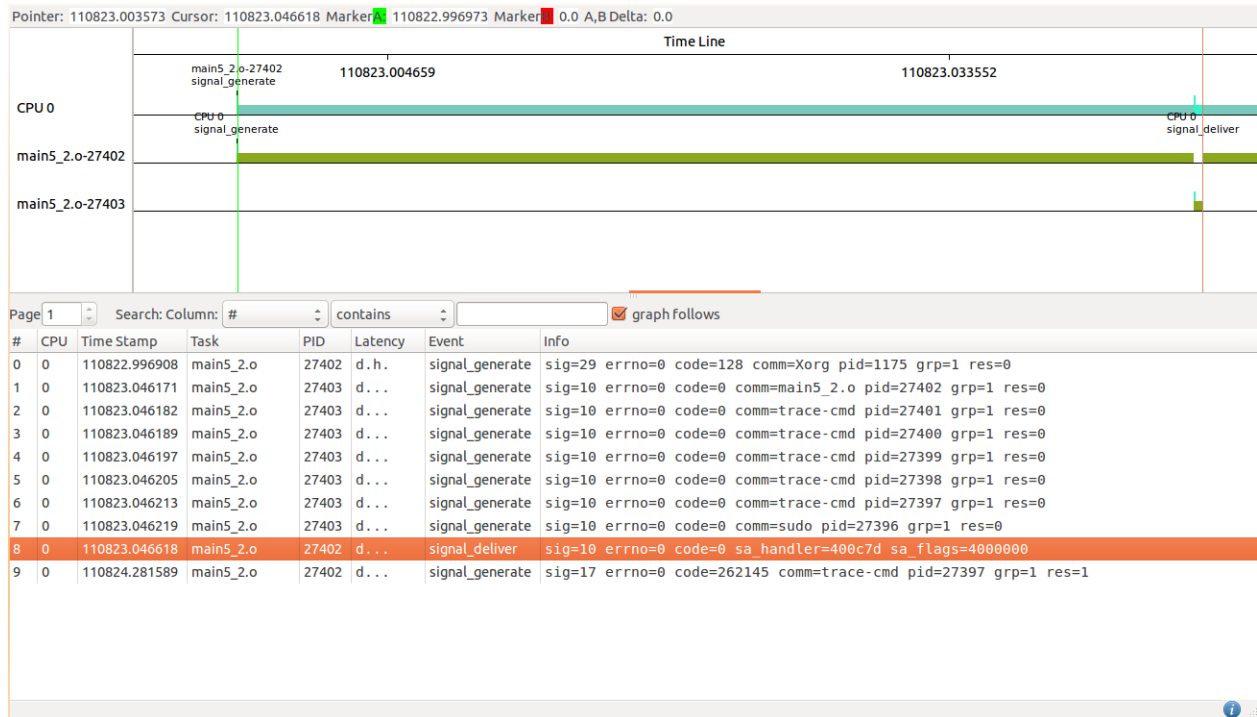 Pointer: 110823.003573 Cursor: 110823.046618 MarkerA: 110822.996973 Marker 0.0 A,B Delta: 0.0
Time Line
main5_2.o-27402
signal_generate
110823.004659
110823.033552
CPU 0
CPU 0
signal_generate
CPU 0
signal_deliver
main5_2.o-27402
main5_2.o-27403
Page 1 Search: Column: # contains graph follows
# CPU Time Stamp Task PID Latency Event Info
0 0 110822.996908 main5_2.o 27402 d.h. signal_generate sig=29 errno=0 code=128 comm=Xorg pid=1175 grp=1 res=0
1 0 110823.046171 main5_2.o 27403 d... signal_generate sig=10 errno=0 code=0 comm=main5_2.o pid=27402 grp=1 res=0
2 0 110823.046182 main5_2.o 27403 d... signal_generate sig=10 errno=0 code=0 comm=trace-cmd pid=27401 grp=1 res=0
3 0 110823.046189 main5_2.o 27403 d... signal_generate sig=10 errno=0 code=0 comm=trace-cmd pid=27400 grp=1 res=0
4 0 110823.046197 main5_2.o 27403 d... signal_generate sig=10 errno=0 code=0 comm=trace-cmd pid=27399 grp=1 res=0
5 0 110823.046205 main5_2.o 27403 d... signal_generate sig=10 errno=0 code=0 comm=trace-cmd pid=27398 grp=1 res=0
6 0 110823.046213 main5_2.o 27403 d... signal_generate sig=10 errno=0 code=0 comm=trace-cmd pid=27397 grp=1 res=0
7 0 110823.046219 main5_2.o 27403 d... signal_generate sig=10 errno=0 code=0 comm=sudo pid=27396 grp=1 res=0
8 0 110823.046618 main5_2.o 27402 d... signal_deliver sig=10 errno=0 code=0 sa_handler=400c7d sa_flags=4000000
9 0 110824.281589 main5_2.o 27402 d... signal_generate sig=17 errno=0 code=262145 comm=trace-cmd pid=27397 grp=1 res=1